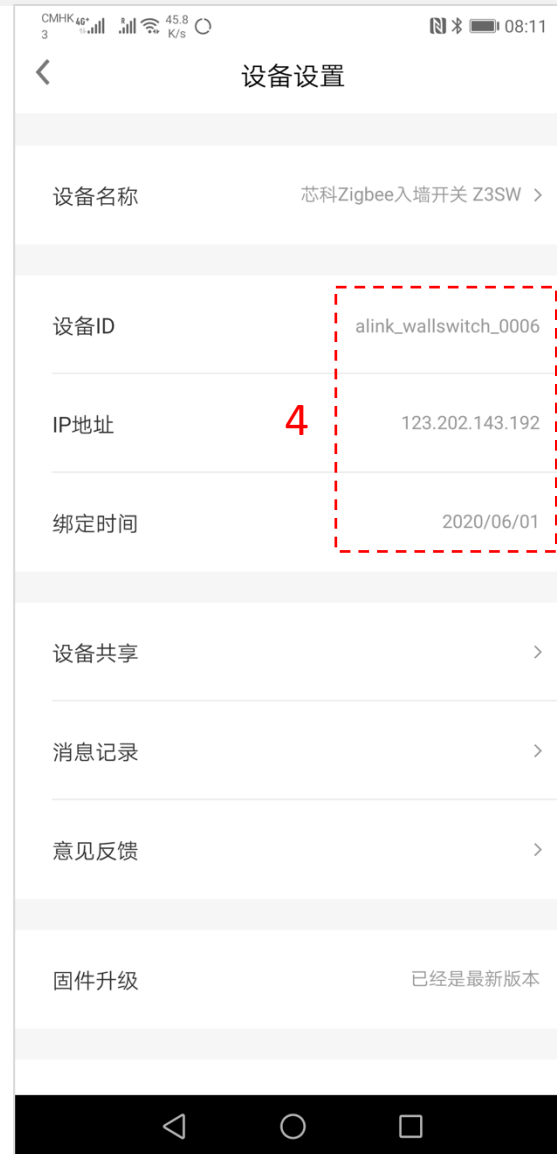 CMHK 46+ 45.8 08:11
3 K/s
设备设置
设备名称 芯科Zigbee入墙开关 Z3SW
设备ID alink_wallswitch_0006
IP地址 4 123.202.143.192
绑定时间 2020/06/01
设备共享
消息记录
意见反馈
固件升级 已经是最新版本